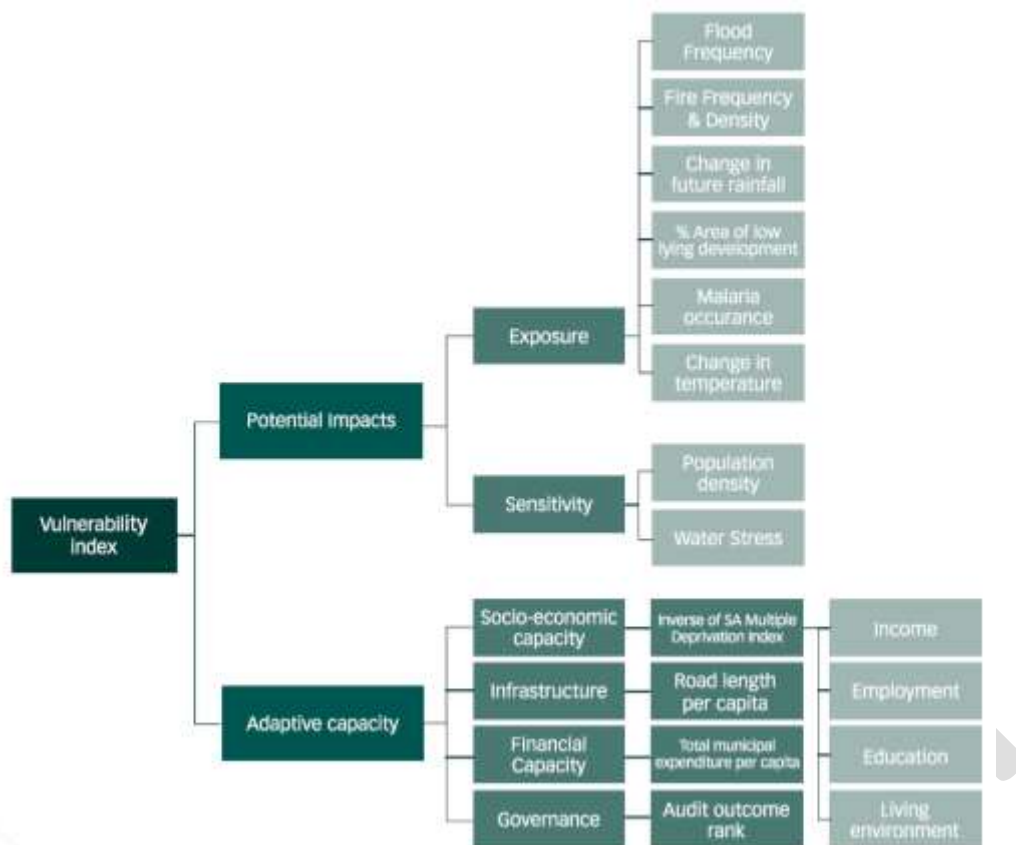 Flood
Frequency
Fire Frequency
& Density
Change in
future rainfall
% Area of low
lying development
Malaria
occurance
Change in
temperature
Exposure
Potential Impacts
Population
density
Sensitivity
Water Stress
Vulnerability
index
Socio-economic
capacity
Inverse of SA Multiple
Deprivation Index
Income
Infrastructure
Road length
per capita
Employment
Adaptive capacity
Financial
Capacity
Total municipal
expenditure per capita
Education
Governance
Audit outcome
rank
Living
environment